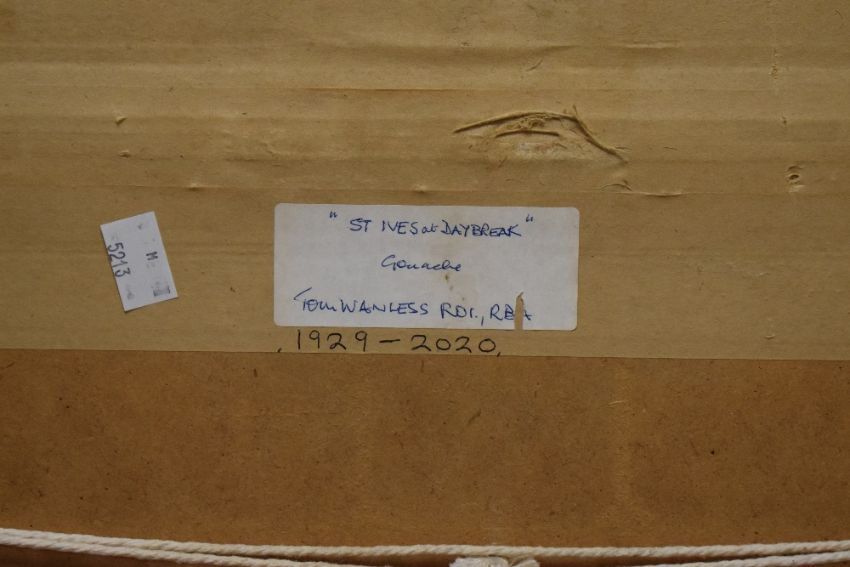 " ST IVES at DAYBREAK "
Gouache
Tom WANLESS RDI., RBA
1929-2020.
M
5213